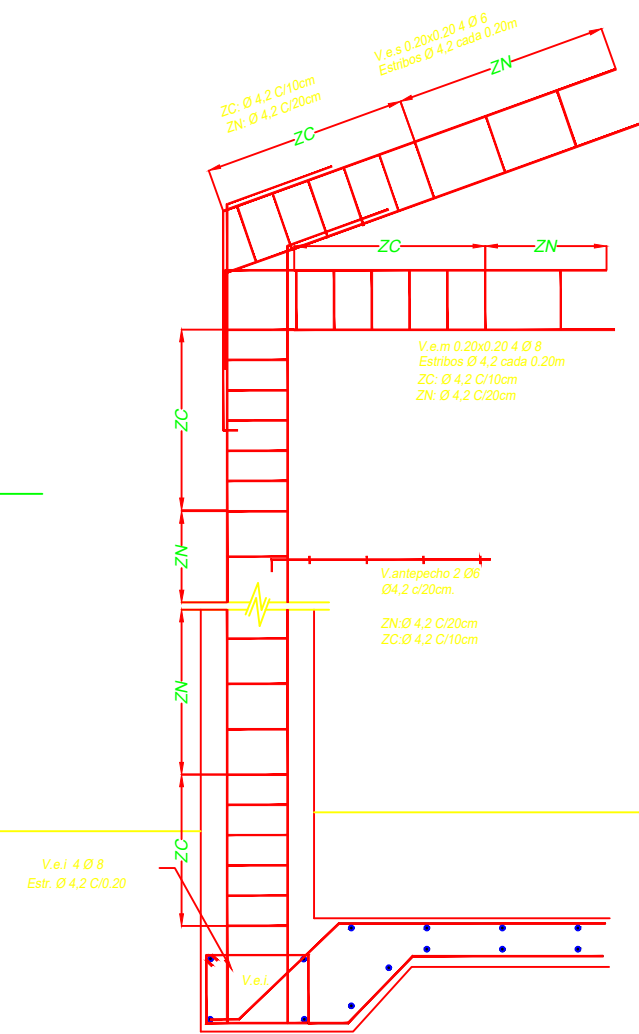 V.e.s 0.20x0.20 4 Ø 6
Estribos Ø 4,2 cada 0.20m
ZC: Ø 4,2 C/10cm
ZN: Ø 4,2 C/20cm
ZN
ZC
ZC
ZN
V.e.m 0.20x0.20 4 Ø 8
Estribos Ø 4,2 cada 0.20m
ZC: Ø 4,2 C/10cm
ZN: Ø 4,2 C/20cm
ZC
ZN
V.antepecho 2 Ø6
Ø4,2 c/20cm.
ZN:Ø 4,2 C/20cm
ZC:Ø 4,2 C/10cm
ZN
ZC
V.e.i 4 Ø 8
Estr. Ø 4,2 C/0.20
V.e.i.